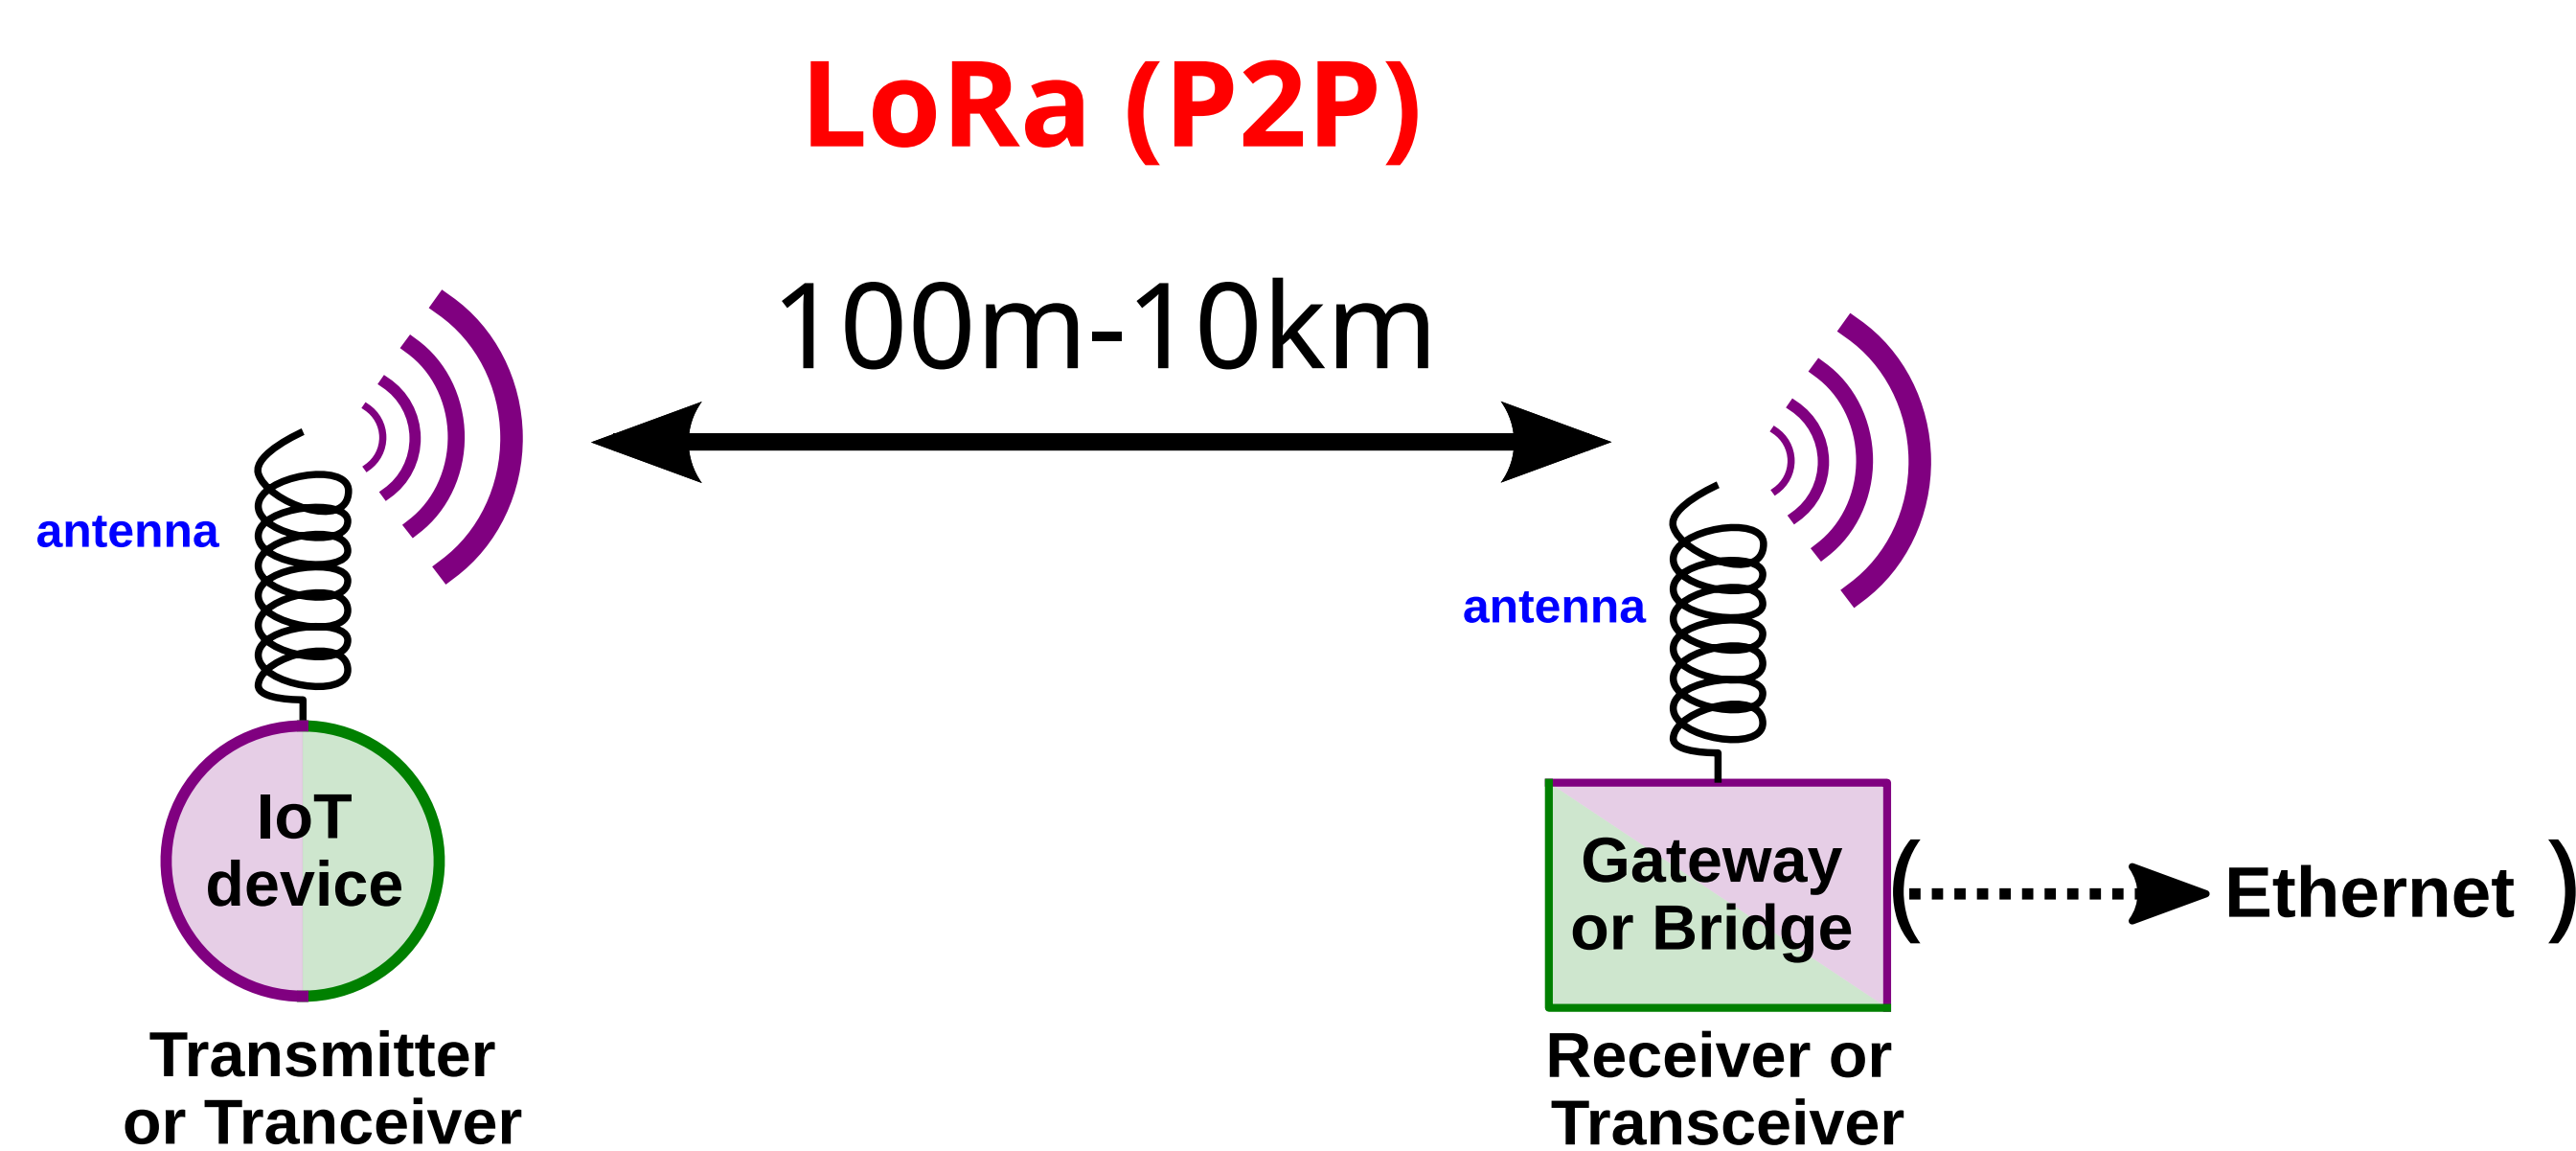 LoRa (P2P)
100m-10km
antenna
antenna
IoT
device
Gateway
or Bridge
( Ethernet )
Transmitter
or Tranceiver
Receiver or
Transceiver